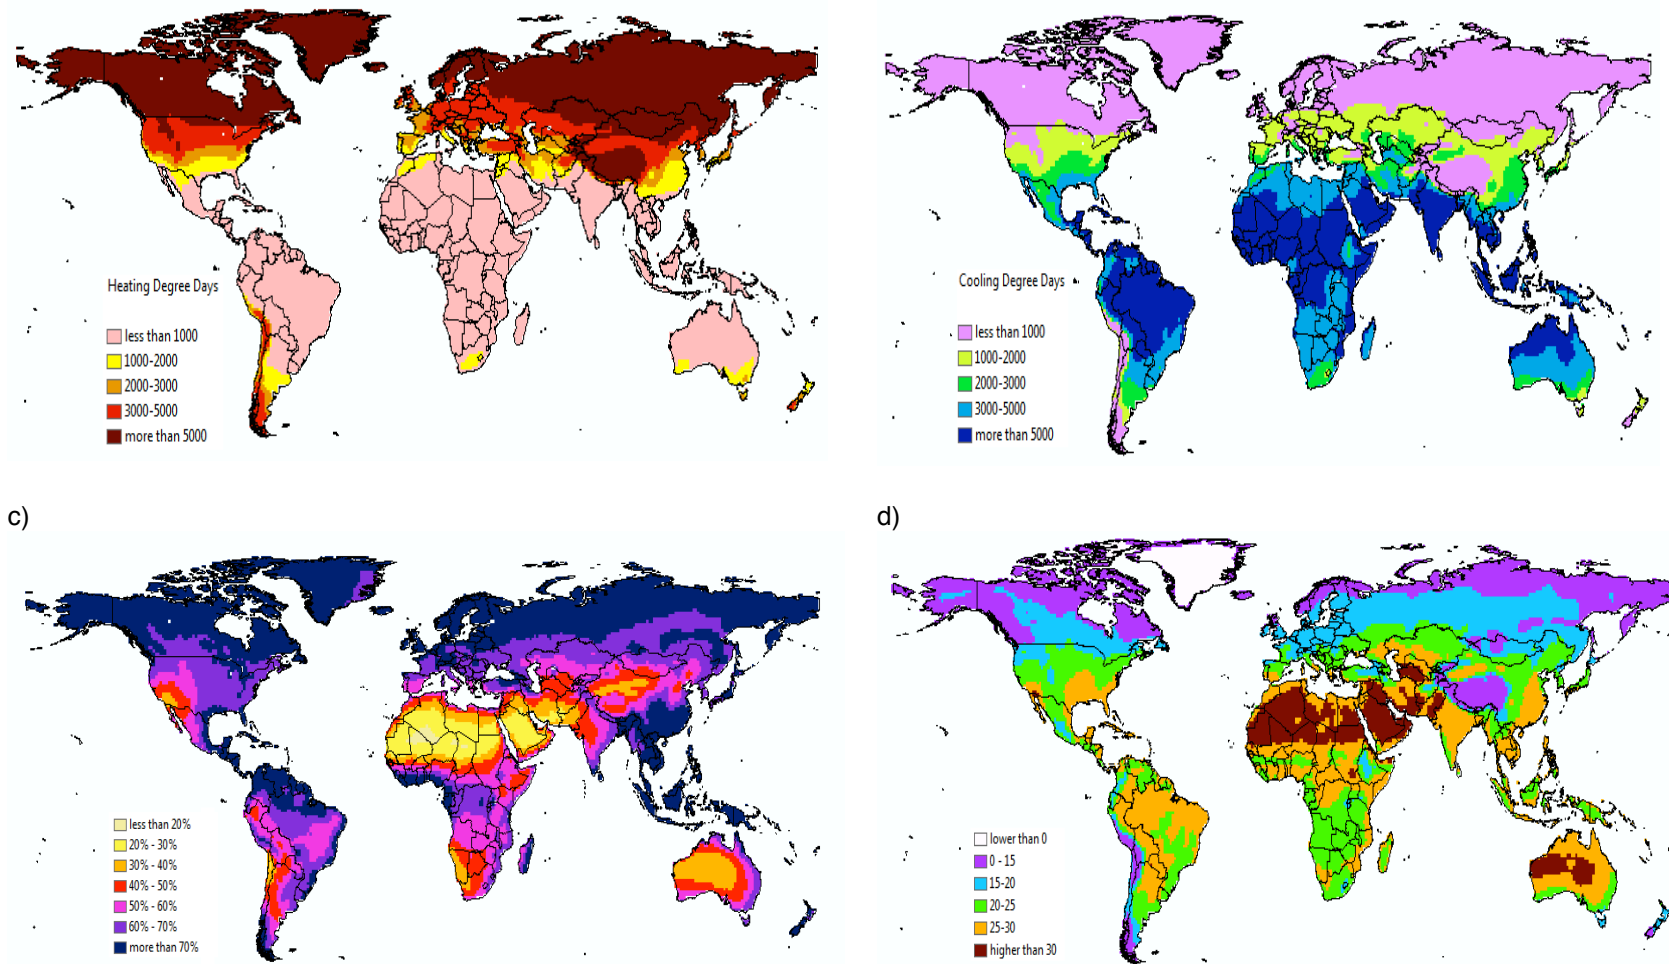 Heating Degree Days
less than 1000
1000-2000
2000-3000
3000-5000
more than 5000
Cooling Degree Days
less than 1000
1000-2000
2000-3000
3000-5000
more than 5000
c)
less than 20%
20% - 30%
30% - 40%
40% - 50%
50% - 60%
60% - 70%
more than 70%
d)
lower than 0
0 - 15
15-20
20-25
25-30
higher than 30